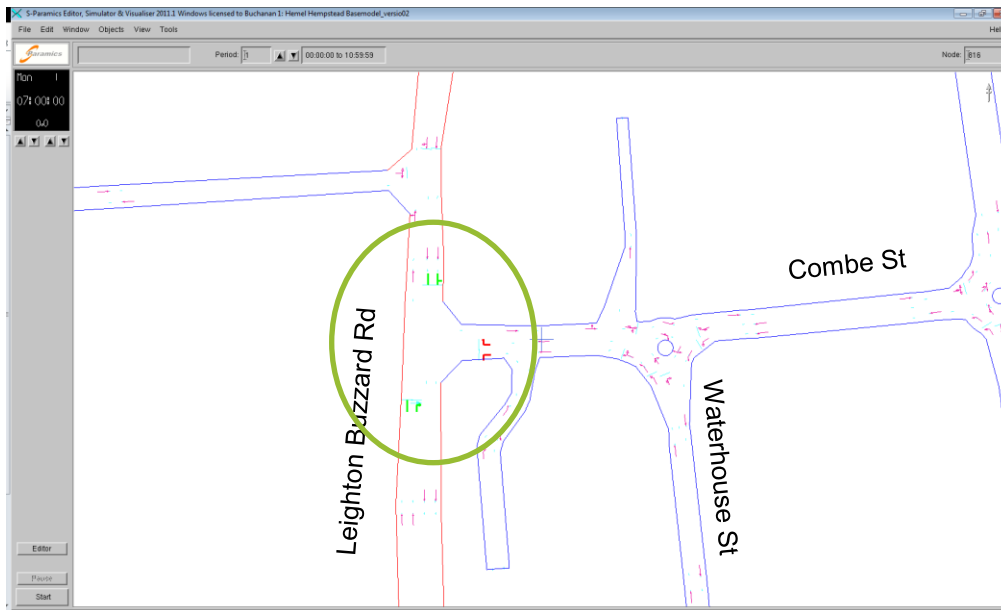 S-Paramics Editor, Simulator & Visualiser 2011.1 Windows licensed to Buchanan 1: Hemel Hempstead Basemodel_versio02
File Edit Window Objects View Tools
Hel
S-Paramics
Period: 1
00:00:00 to 10:59:59
Node: 816
Mon 1
07:00:00
0.0
Combe St
Leighton Buzzard Rd
Waterhouse St
Editor
Pause
Start